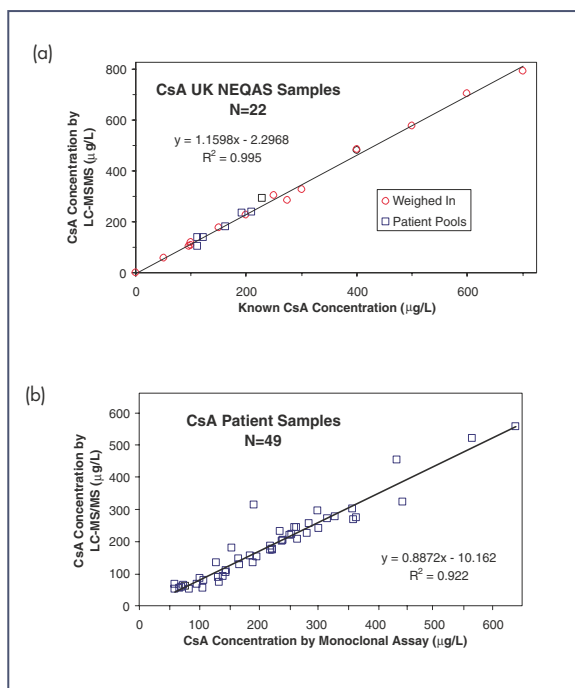 (a)
800
600
400
200
0
CsA Concentration by
LC-MSMS (μg/L)
CsA UK NEQAS Samples
N=22
y = 1.1598x - 2.2968
R² = 0.995
Weighed In
Patient Pools
0 200 400 600
Known CsA Concentration (μg/L)
(b)
600
500
400
300
200
100
0
CsA Concentration by
LC-MS/MS (μg/L)
CsA Patient Samples
N=49
y = 0.8872x - 10.162
R² = 0.922
0 100 200 300 400 500 600
CsA Concentration by Monoclonal Assay (μg/L)